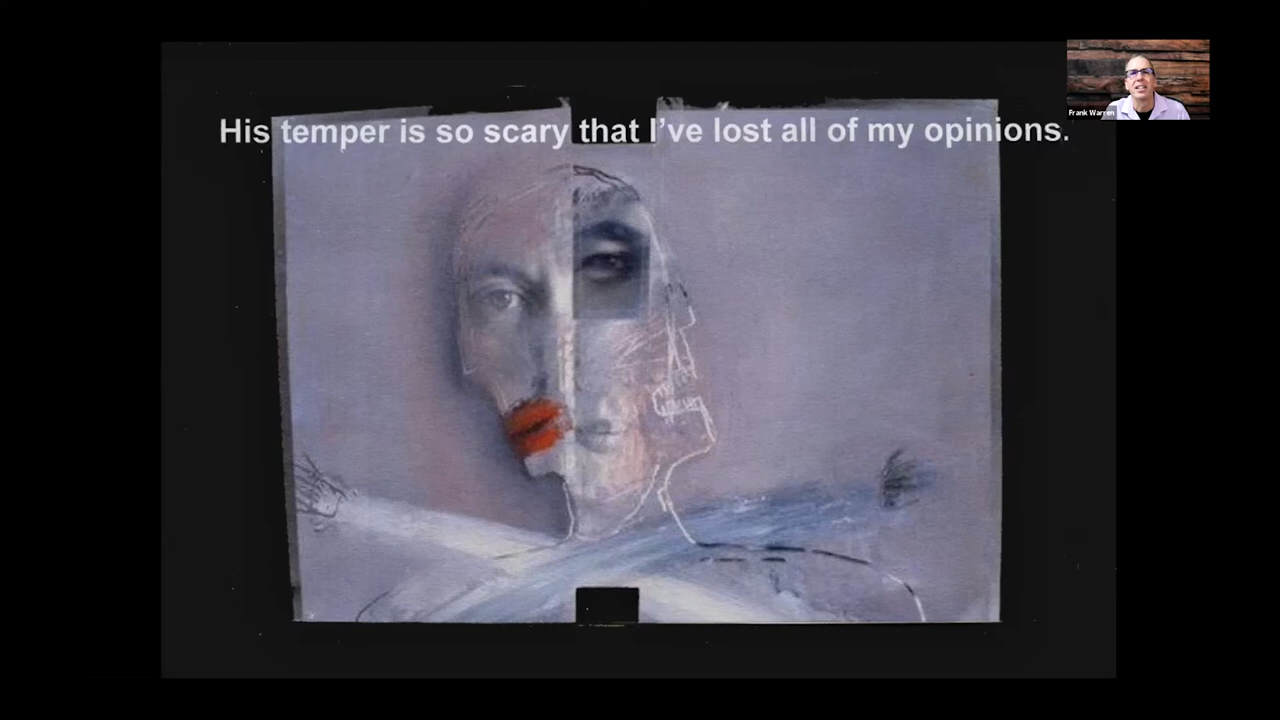 His temper is so scary that I've lost all of my opinions.
Frank Warren